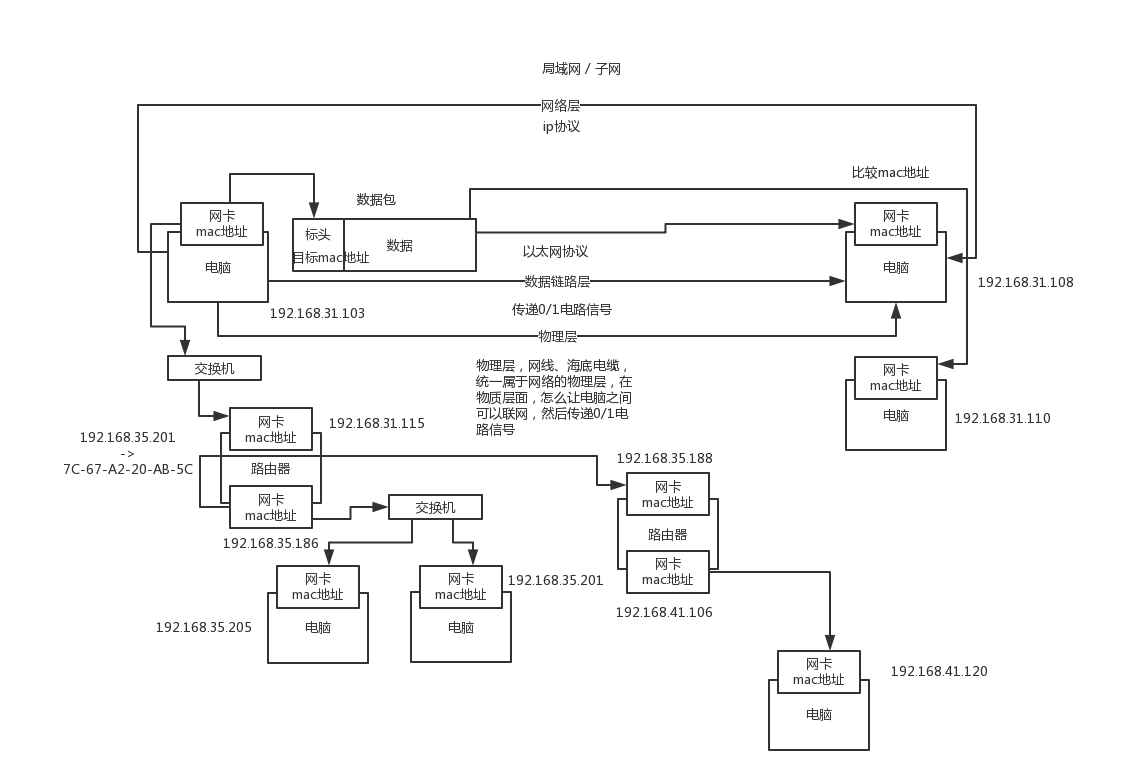 局域网 / 子网
网络层
ip协议
比较mac地址
数据包
网卡
mac地址
电脑
标头
目标mac地址
数据
以太网协议
网卡
mac地址
电脑
数据链路层
192.168.31.108
传递0/1电路信号
192.168.31.103
物理层
交换机
物理层，网线、海底电缆，
统一属于网络的物理层，在
物质层面，怎么让电脑之间
可以联网，然后传递0/1电
路信号
网卡
mac地址
电脑
192.168.31.110
网卡
mac地址
192.168.31.115
192.168.35.201
->
7C-67-A2-20-AB-5C
路由器
网卡
mac地址
192.168.35.186
交换机
192.168.35.188
网卡
mac地址
路由器
网卡
mac地址
192.168.41.106
网卡
mac地址
电脑
192.168.35.205
网卡
mac地址
电脑
192.168.35.201
网卡
mac地址
电脑
192.168.41.120